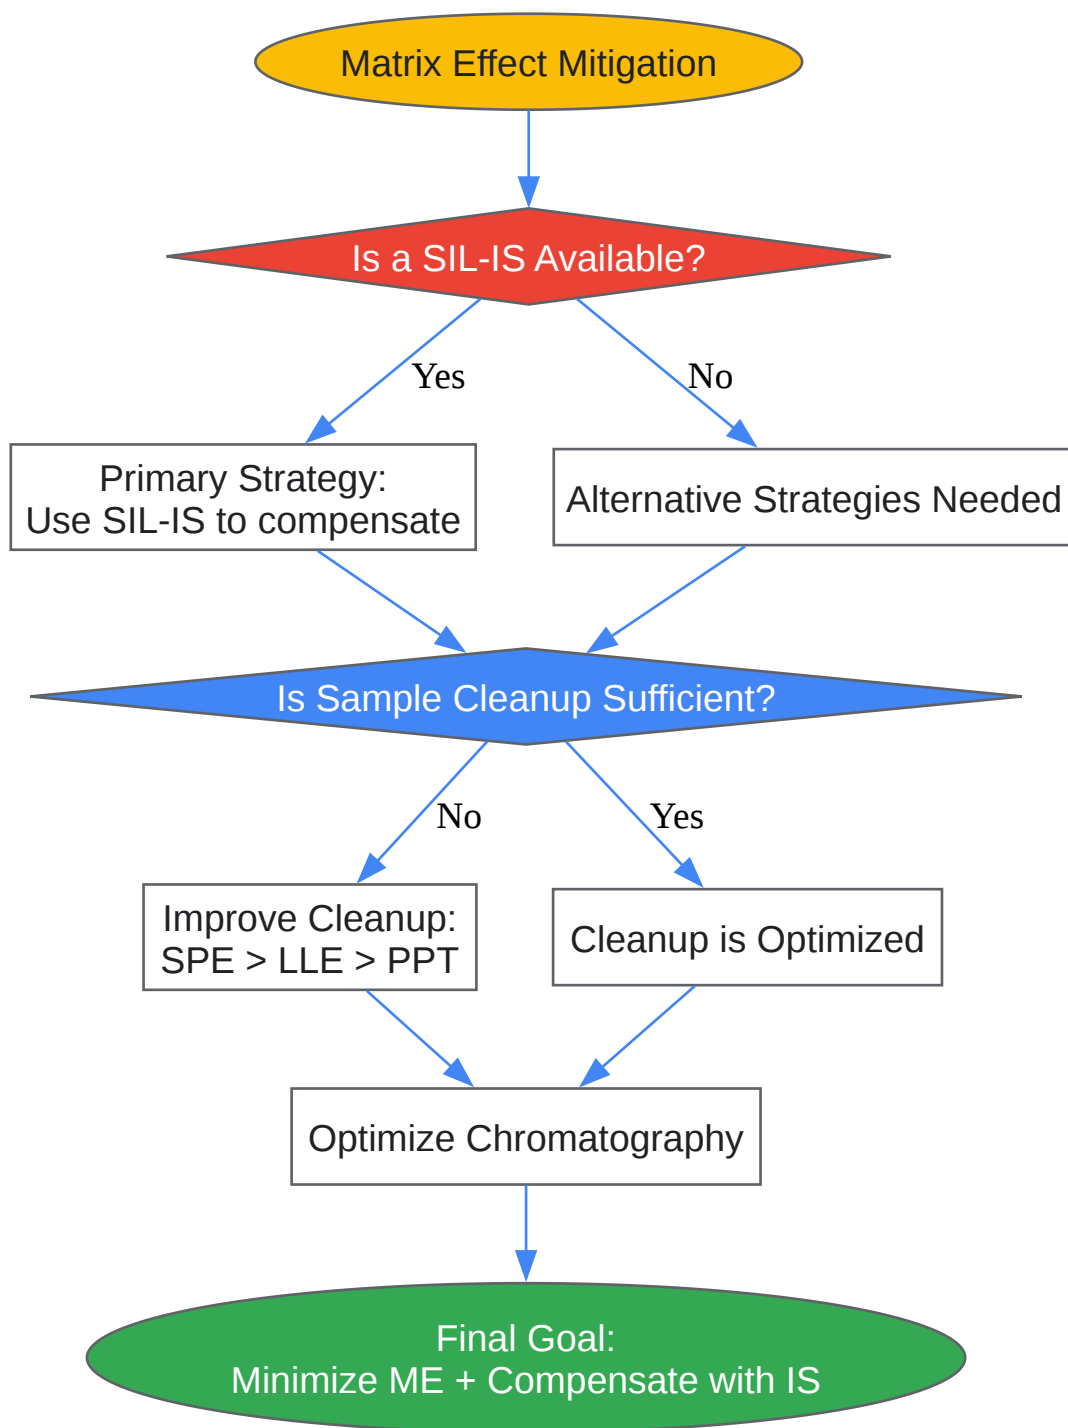 Matrix Effect Mitigation
Is a SIL-IS Available?
Yes
No
Primary Strategy:
Use SIL-IS to compensate
Alternative Strategies Needed
Is Sample Cleanup Sufficient?
No
Yes
Improve Cleanup:
SPE > LLE > PPT
Cleanup is Optimized
Optimize Chromatography
Final Goal:
Minimize ME + Compensate with IS